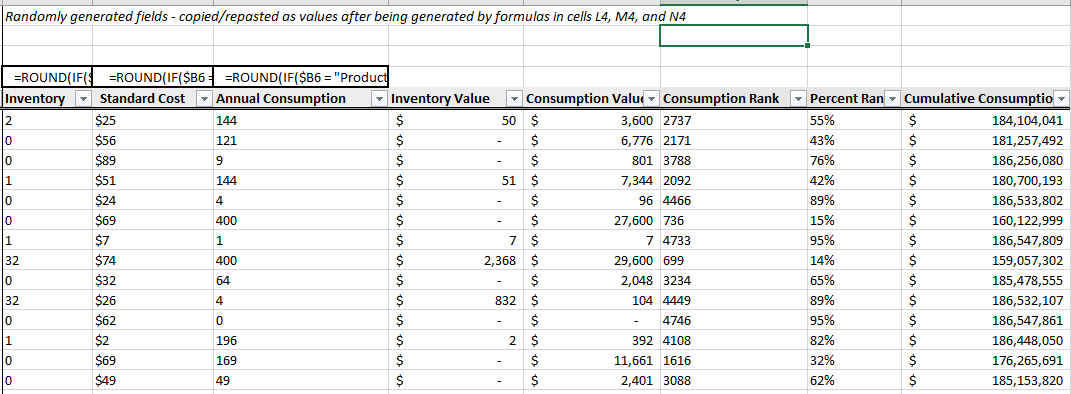 Randomly generated fields - copied/repasted as values after being generated by formulas in cells L4, M4, and N4
=ROUND(IF($ =ROUND(IF($B6 = =ROUND(IF($B6 = "Product
Inventory Standard Cost Annual Consumption Inventory Value Consumption Value Consumption Rank Percent Ran Cumulative Consumptio
2 $25 144 $ 50 $ 3,600 2737 55% $ 184,104,041
0 $56 121 $ - $ 6,776 2171 43% $ 181,257,492
0 $89 9 $ - $ 801 3788 76% $ 186,256,080
1 $51 144 $ 51 $ 7,344 2092 42% $ 180,700,193
0 $24 4 $ - $ 96 4466 89% $ 186,533,802
0 $69 400 $ - $ 27,600 736 15% $ 160,122,999
1 $7 1 $ 7 $ 7 4733 95% $ 186,547,809
32 $74 400 $ 2,368 $ 29,600 699 14% $ 159,057,302
0 $32 64 $ - $ 2,048 3234 65% $ 185,478,555
32 $26 4 $ 832 $ 104 4449 89% $ 186,532,107
0 $62 0 $ - $ - 4746 95% $ 186,547,861
1 $2 196 $ 2 $ 392 4108 82% $ 186,448,050
0 $69 169 $ - $ 11,661 1616 32% $ 176,265,691
0 $49 49 $ - $ 2,401 3088 62% $ 185,153,820